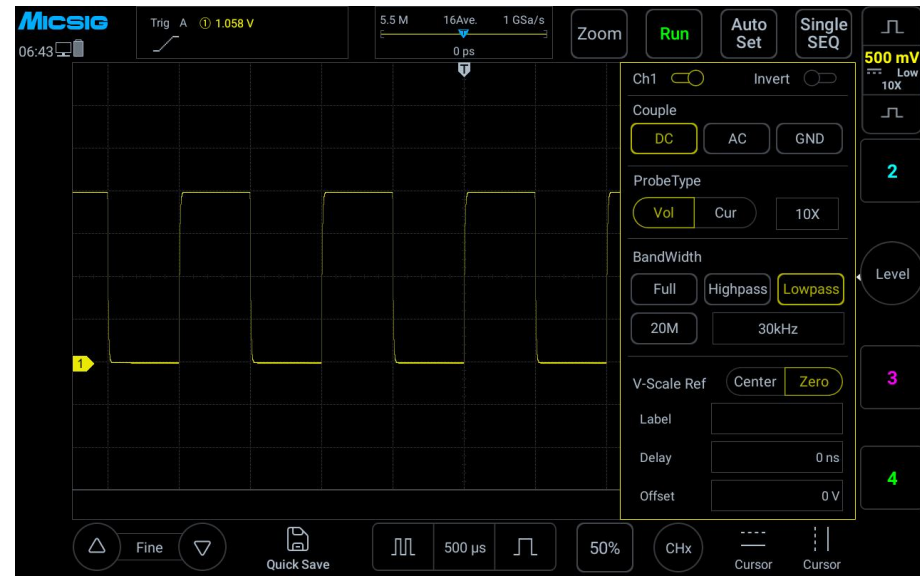 MICSIG
06:43
Trig A ① 1.058 V
5.5 M 16Ave. 1 GSa/s
T
0 ps
T
Zoom
Run
Auto
Set
Single
SEQ
500 mV
Low
10X
Ch1 Invert
Couple
DC AC GND
ProbeType
Vol Cur 10X
BandWidth
Full Highpass Lowpass
20M 30kHz
V-Scale Ref Center Zero
Label
Delay 0 ns
Offset 0 V
1
2
Level
3
4
Fine
Quick Save
500 µs
50%
CHx
Cursor
Cursor